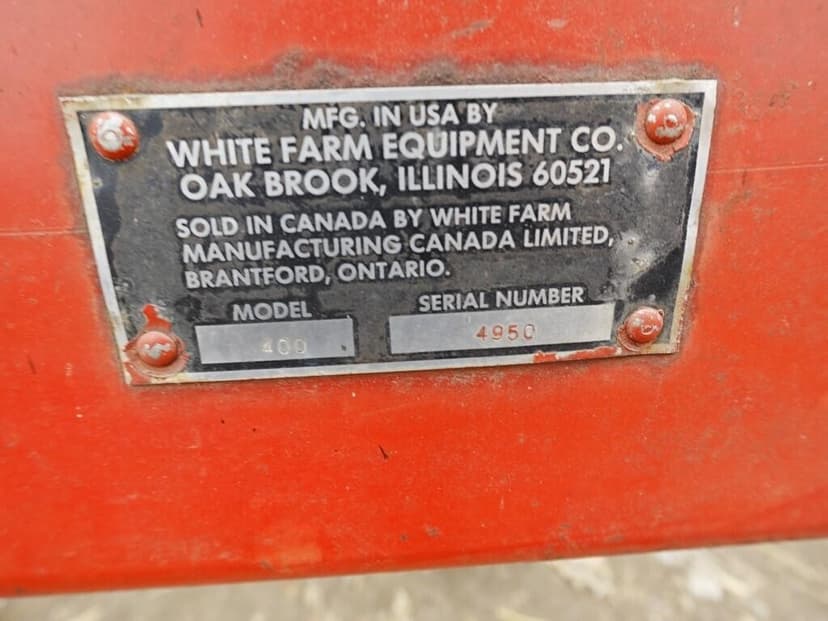 MFG. IN USA BY
WHITE FARM EQUIPMENT CO.
OAK BROOK, ILLINOIS 60521
SOLD IN CANADA BY WHITE FARM
MANUFACTURING CANADA LIMITED,
BRANTFORD, ONTARIO.
MODEL SERIAL NUMBER
400 4950